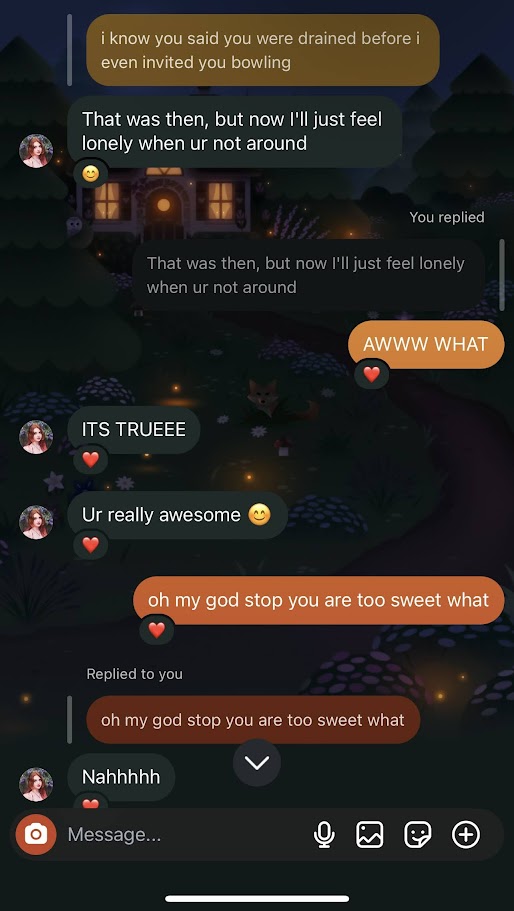 i know you said you were drained before i
even invited you bowling
That was then, but now I'll just feel
lonely when ur not around
😊
You replied
That was then, but now I'll just feel lonely
when ur not around
AWWW WHAT
❤️
ITS TRUEEE
❤️
Ur really awesome 😊
❤️
oh my god stop you are too sweet what
❤️
Replied to you
oh my god stop you are too sweet what
Nahhhhh
❤️
Message...